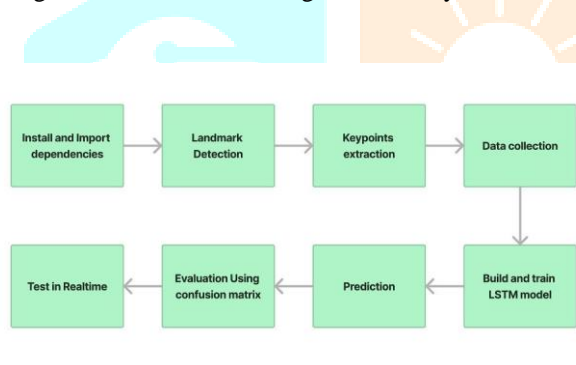 Install and Import
dependencies
Landmark
Detection
Keypoints
extraction
Data collection
Build and train
LSTM model
Prediction
Evaluation Using
confusion matrix
Test in Realtime